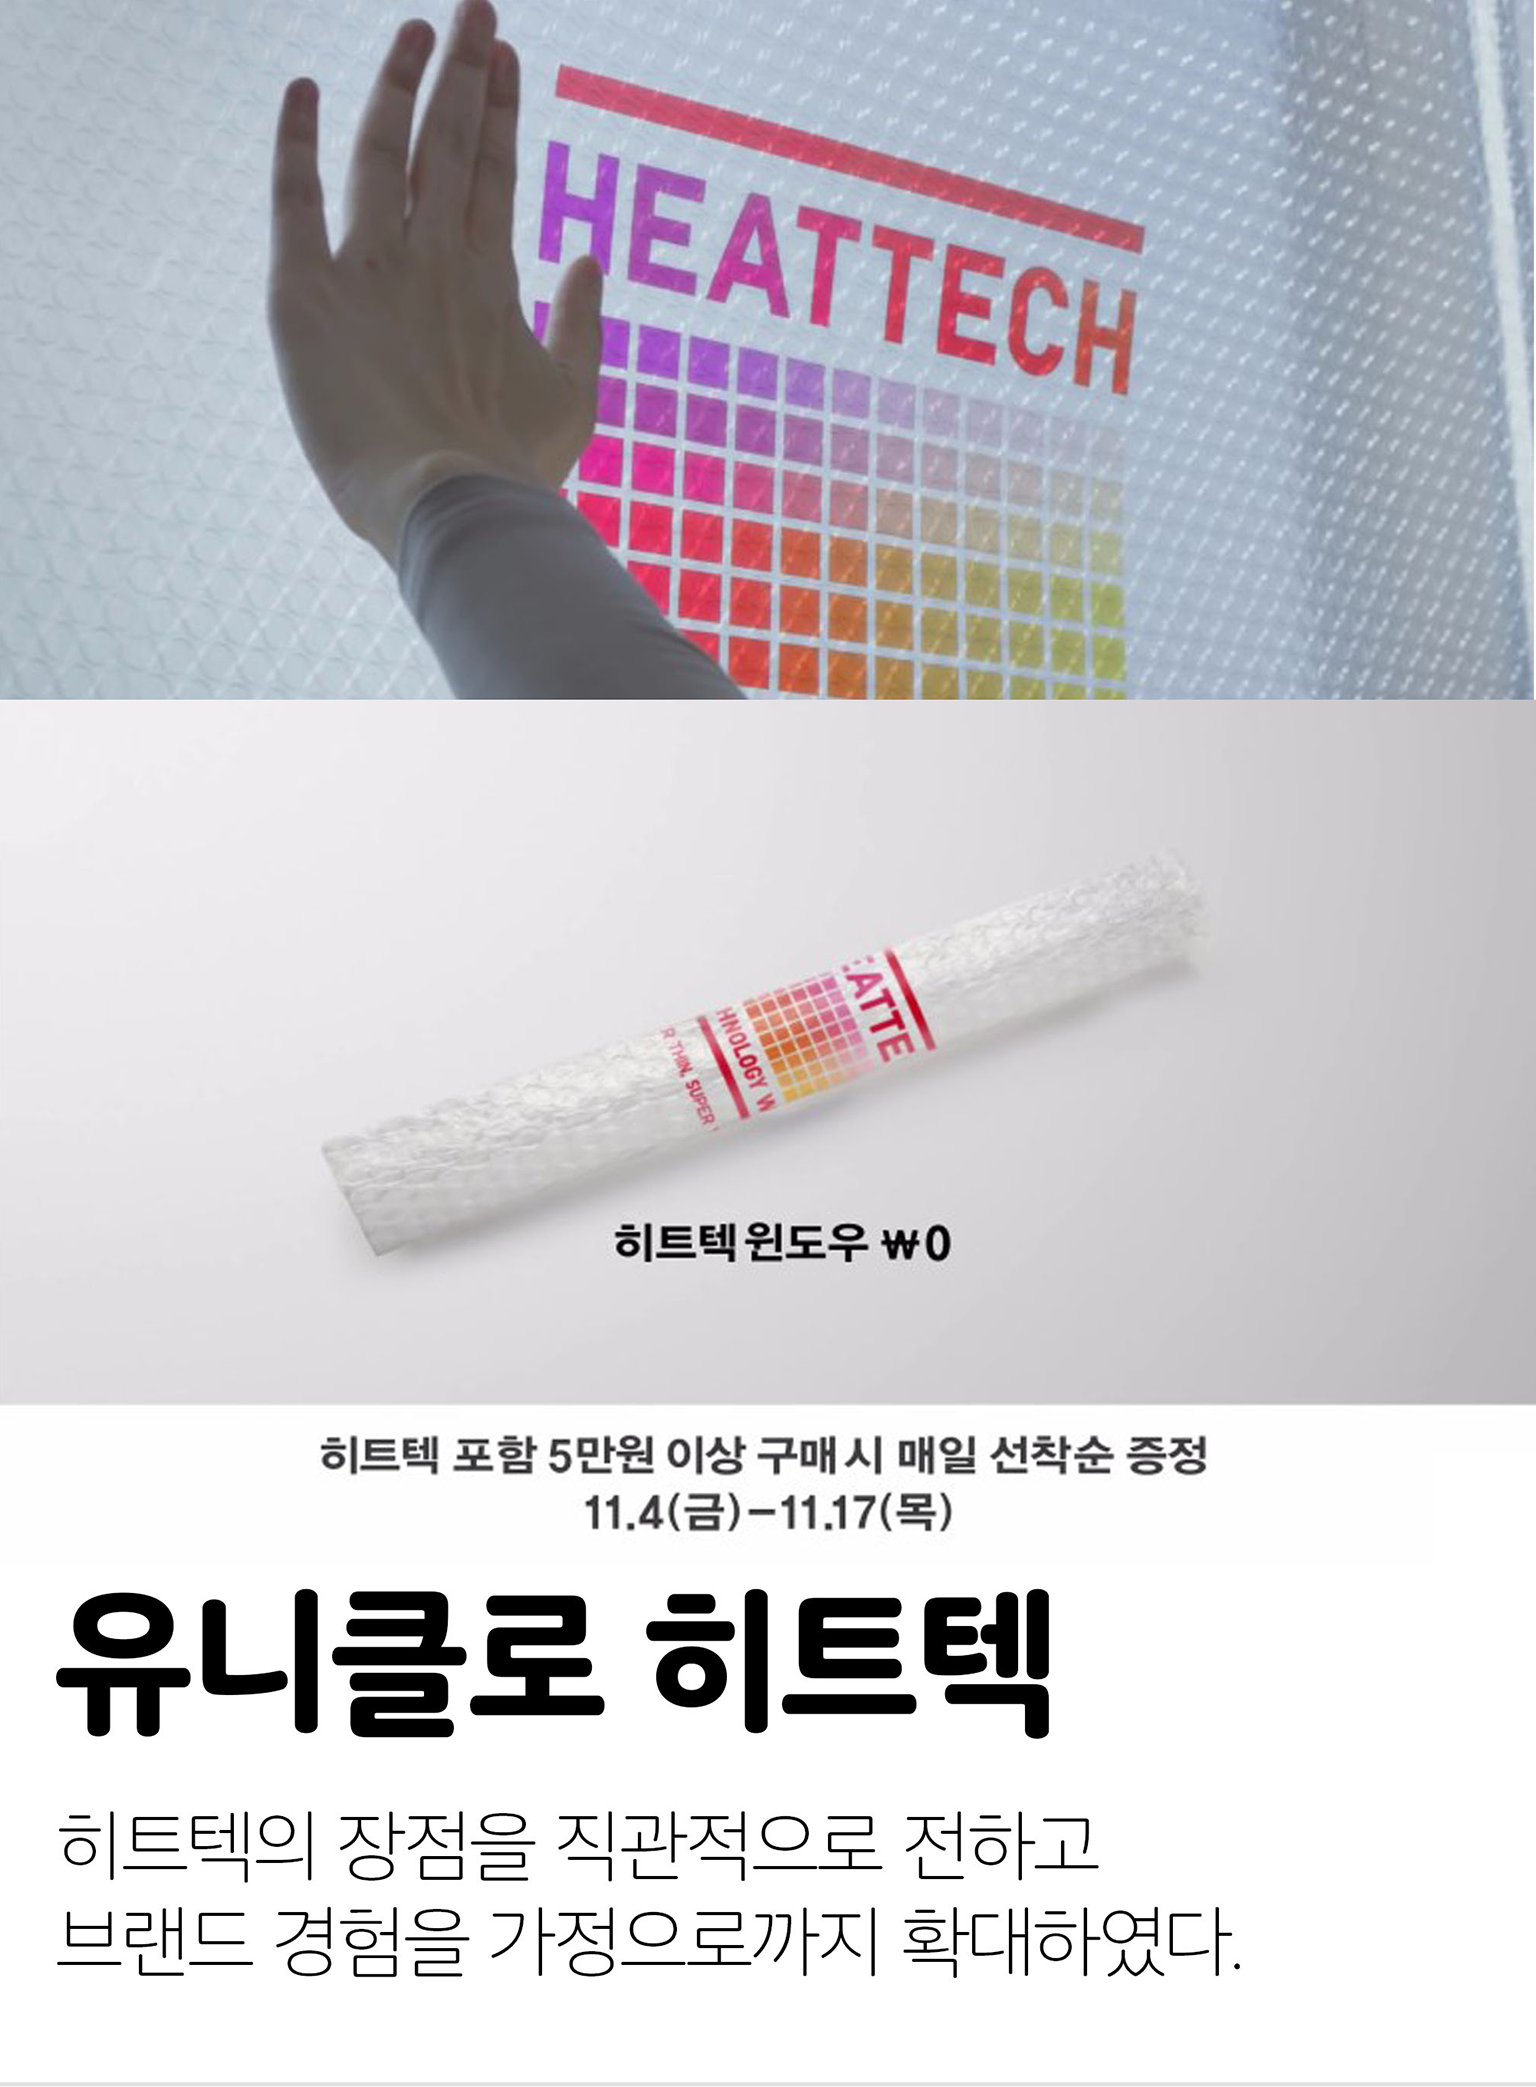 HEATTECH
EATTE
HNOLOGY W
R THIN, SUPER
히트텍 윈도우 ₩0
히트텍 포함 5만원 이상 구매 시 매일 선착순 증정
11.4(금)-11.17(목)
유니클로 히트텍
히트텍의 장점을 직관적으로 전하고
브랜드 경험을 가정으로까지 확대하였다.